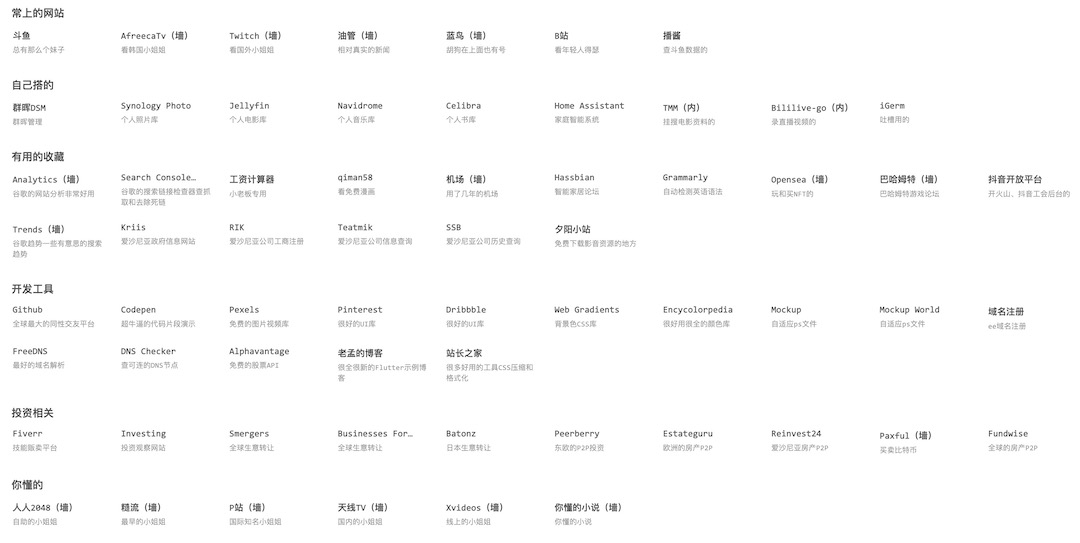 常上的网站
斗鱼 AfreecaTv (墙) Twitch (墙) 油管 (墙) 蓝鸟 (墙) B站 播酱
总有那么个妹子 看韩国小姐姐 看国外小姐姐 相对真实的新闻 胡狗在上面也有号 看年轻人得瑟 查斗鱼数据的
自己搭的
群晖DSM Synology Photo Jellyfin Navidrome Celibra Home Assistant TMM (内) Bililive-go (内) iGerm
群晖管理 个人照片库 个人电影库 个人音乐库 个人书库 家庭智能系统 挂搜电影资料的 录直播视频的 吐槽用的
有用的收藏
Analytics (墙) Search Console… 工资计算器 qiman58 机场 (墙) Hassbian Grammarly Opensea (墙) 巴哈姆特 (墙) 抖音开放平台
谷歌的网站分析非常好用 谷歌的搜索链接检查器查抓 小老板专用 看免费漫画 用了几年的机场 智能家居论坛 自动检测英语语法 玩和买NFT的 巴哈姆特游戏论坛 开火山、抖音工会后台的
取和去除死链
Trends (墙) Kriis RIK Teatmik SSB 夕阳小站
谷歌趋势一些有意思的搜索 爱沙尼亚政府信息网站 爱沙尼亚公司工商注册 爱沙尼亚公司信息查询 爱沙尼亚公司历史查询 免费下载影音资源的地方
趋势
开发工具
Github Codepen Pexels Pinterest Dribbble Web Gradients Encycolorpedia Mockup Mockup World 域名注册
全球最大的同性交友平台 超牛逼的代码片段演示 免费的图片视频库 很好的UI库 很好的UI库 背景色CSS库 很好用很全的颜色库 自适应ps文件 自适应ps文件 ee域名注册
FreeDNS DNS Checker Alphavantage 老孟的博客 站长之家
最好的域名解析 查可连的DNS节点 免费的股票API 很全很新的Flutter示例博 很多好用的工具CSS压缩和
客 格式化
投资相关
Fiverr Investing Smergers Businesses For… Batonz Peerberry Estateguru Reinvest24 Paxful (墙) Fundwise
技能贩卖平台 投资观察网站 全球生意转让 全球生意转让 日本生意转让 东欧的P2P投资 欧洲的房产P2P 爱沙尼亚房产P2P 买卖比特币 全球的房产P2P
你懂的
人人2048 (墙) 糙流 (墙) P站 (墙) 天线TV (墙) Xvideos (墙) 你懂的小说 (墙)
自助的小姐姐 最早的小姐姐 国际知名小姐姐 国内的小姐姐 线上的小姐姐 你懂的小说